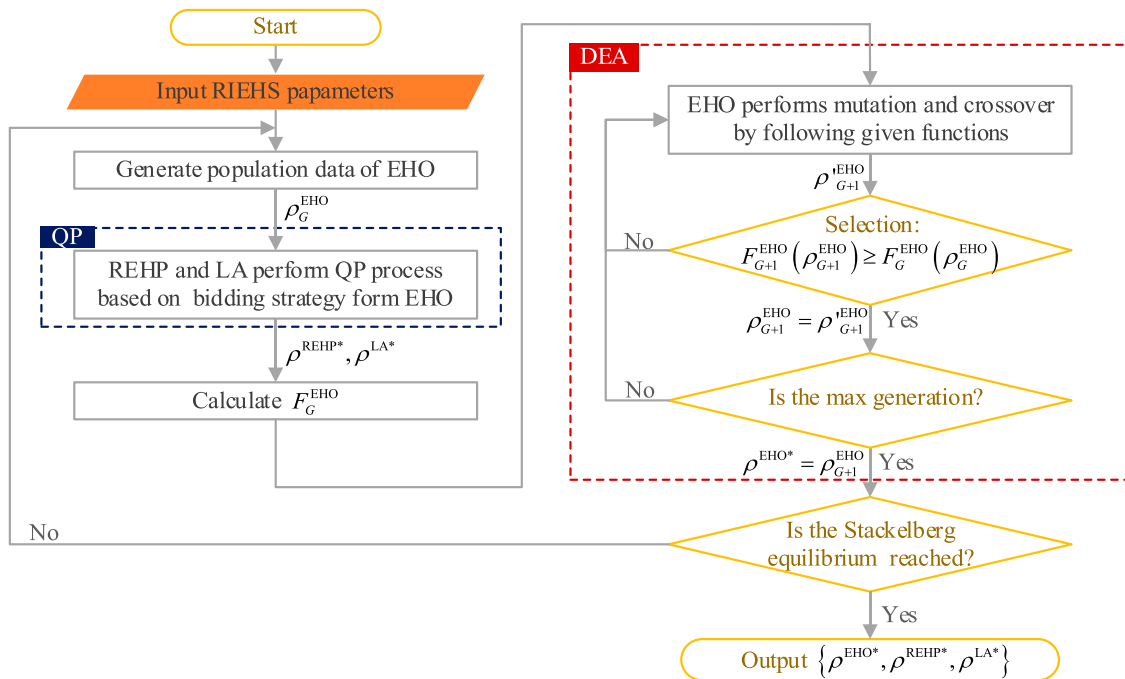 Start
Input RIEHS papameters
Generate population data of EHO
ρ_G^EHO
QP
REHP and LA perform QP process
based on bidding strategy form EHO
ρ^REHP*, ρ^LA*
Calculate F_G^EHO
DEA
EHO performs mutation and crossover
by following given functions
ρ'_{G+1}^EHO
Selection:
F_{G+1}^EHO(ρ_{G+1}^EHO) ≥ F_G^EHO(ρ_G^EHO)
No
ρ_{G+1}^EHO = ρ'_{G+1}^EHO Yes
Is the max generation?
No
ρ^EHO* = ρ_{G+1}^EHO Yes
Is the Stackelberg
equilibrium reached?
No
Yes
Output {ρ^EHO*, ρ^REHP*, ρ^LA*}